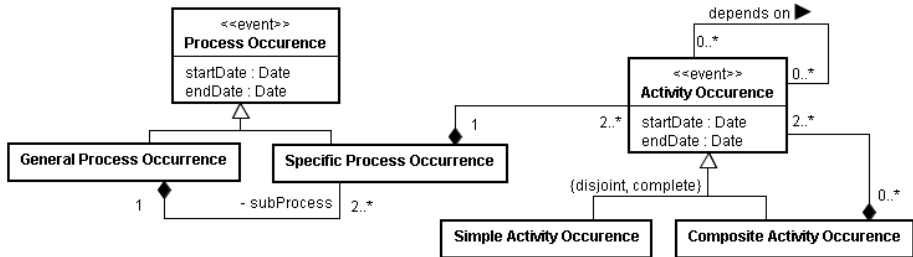 <<event>>
Process Occurence
startDate : Date
endDate : Date
General Process Occurrence
Specific Process Occurrence
1
- subProcess
2..*
1
2..*
depends on ►
0..*
0..*
<<event>>
Activity Occurence
startDate : Date
endDate : Date
2..*
{disjoint, complete}
0..*
Simple Activity Occurence
Composite Activity Occurence